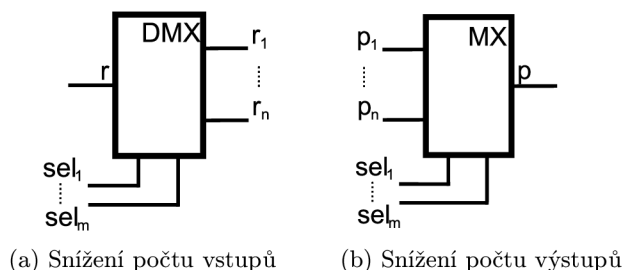 DMX
r
r1
rn
sel1
selm
(a) Snížení počtu vstupů
MX
p1
pn
p
sel1
selm
(b) Snížení počtu výstupů